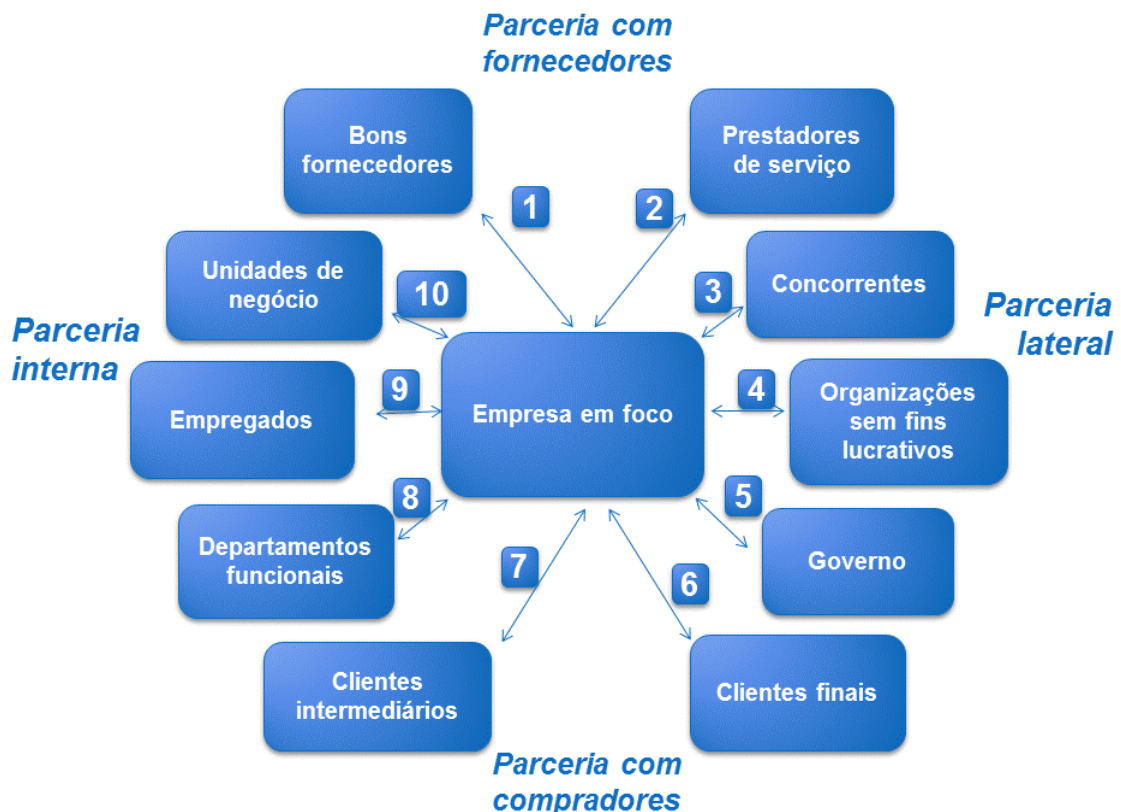 Parceria com
fornecedores
Bons
fornecedores
Prestadores
de serviço
1
2
Unidades de
negócio
10
3
Concorrentes
Parceria
interna
Parceria
lateral
Empregados
9
Empresa em foco
4
Organizações
sem fins
lucrativos
8
5
Departamentos
funcionais
7
6
Governo
Clientes
intermediários
Clientes finais
Parceria com
compradores